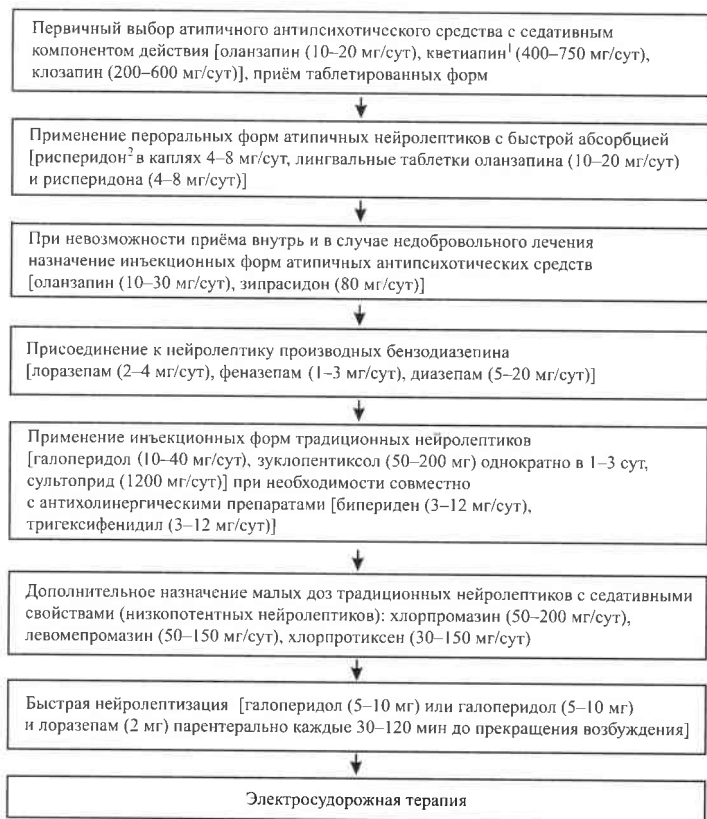 Первичный выбор атипичного антипсихотического средства с седативным
компонентом действия [оланзапин (10–20 мг/сут), кветиапин¹ (400–750 мг/сут),
клозапин (200–600 мг/сут)], приём таблетированных форм
Применение пероральных форм атипичных нейролептиков с быстрой абсорбцией
[рисперидон² в каплях 4–8 мг/сут, лингвальные таблетки оланзапина (10–20 мг/сут)
и рисперидона (4–8 мг/сут)]
При невозможности приёма внутрь и в случае недобровольного лечения
назначение инъекционных форм атипичных антипсихотических средств
[оланзапин (10–30 мг/сут), зипрасидон (80 мг/сут)]
Присоединение к нейролептику производных бензодиазепина
[лоразепам (2–4 мг/сут), феназепам (1–3 мг/сут), диазепам (5–20 мг/сут)]
Применение инъекционных форм традиционных нейролептиков
[галоперидол (10–40 мг/сут), зуклопентиксол (50–200 мг) однократно в 1–3 сут,
сультоприд (1200 мг/сут)] при необходимости совместно
с антихолинергическими препаратами [бипериден (3–12 мг/сут),
тригексифенидил (3–12 мг/сут)]
Дополнительное назначение малых доз традиционных нейролептиков с седативными
свойствами (низкопотентных нейролептиков): хлорпромазин (50–200 мг/сут),
левомепромазин (50–150 мг/сут), хлорпротиксен (30–150 мг/сут)
Быстрая нейролептизация [галоперидол (5–10 мг) или галоперидол (5–10 мг)
и лоразепам (2 мг) парентерально каждые 30–120 мин до прекращения возбуждения]
Электросудорожная терапия